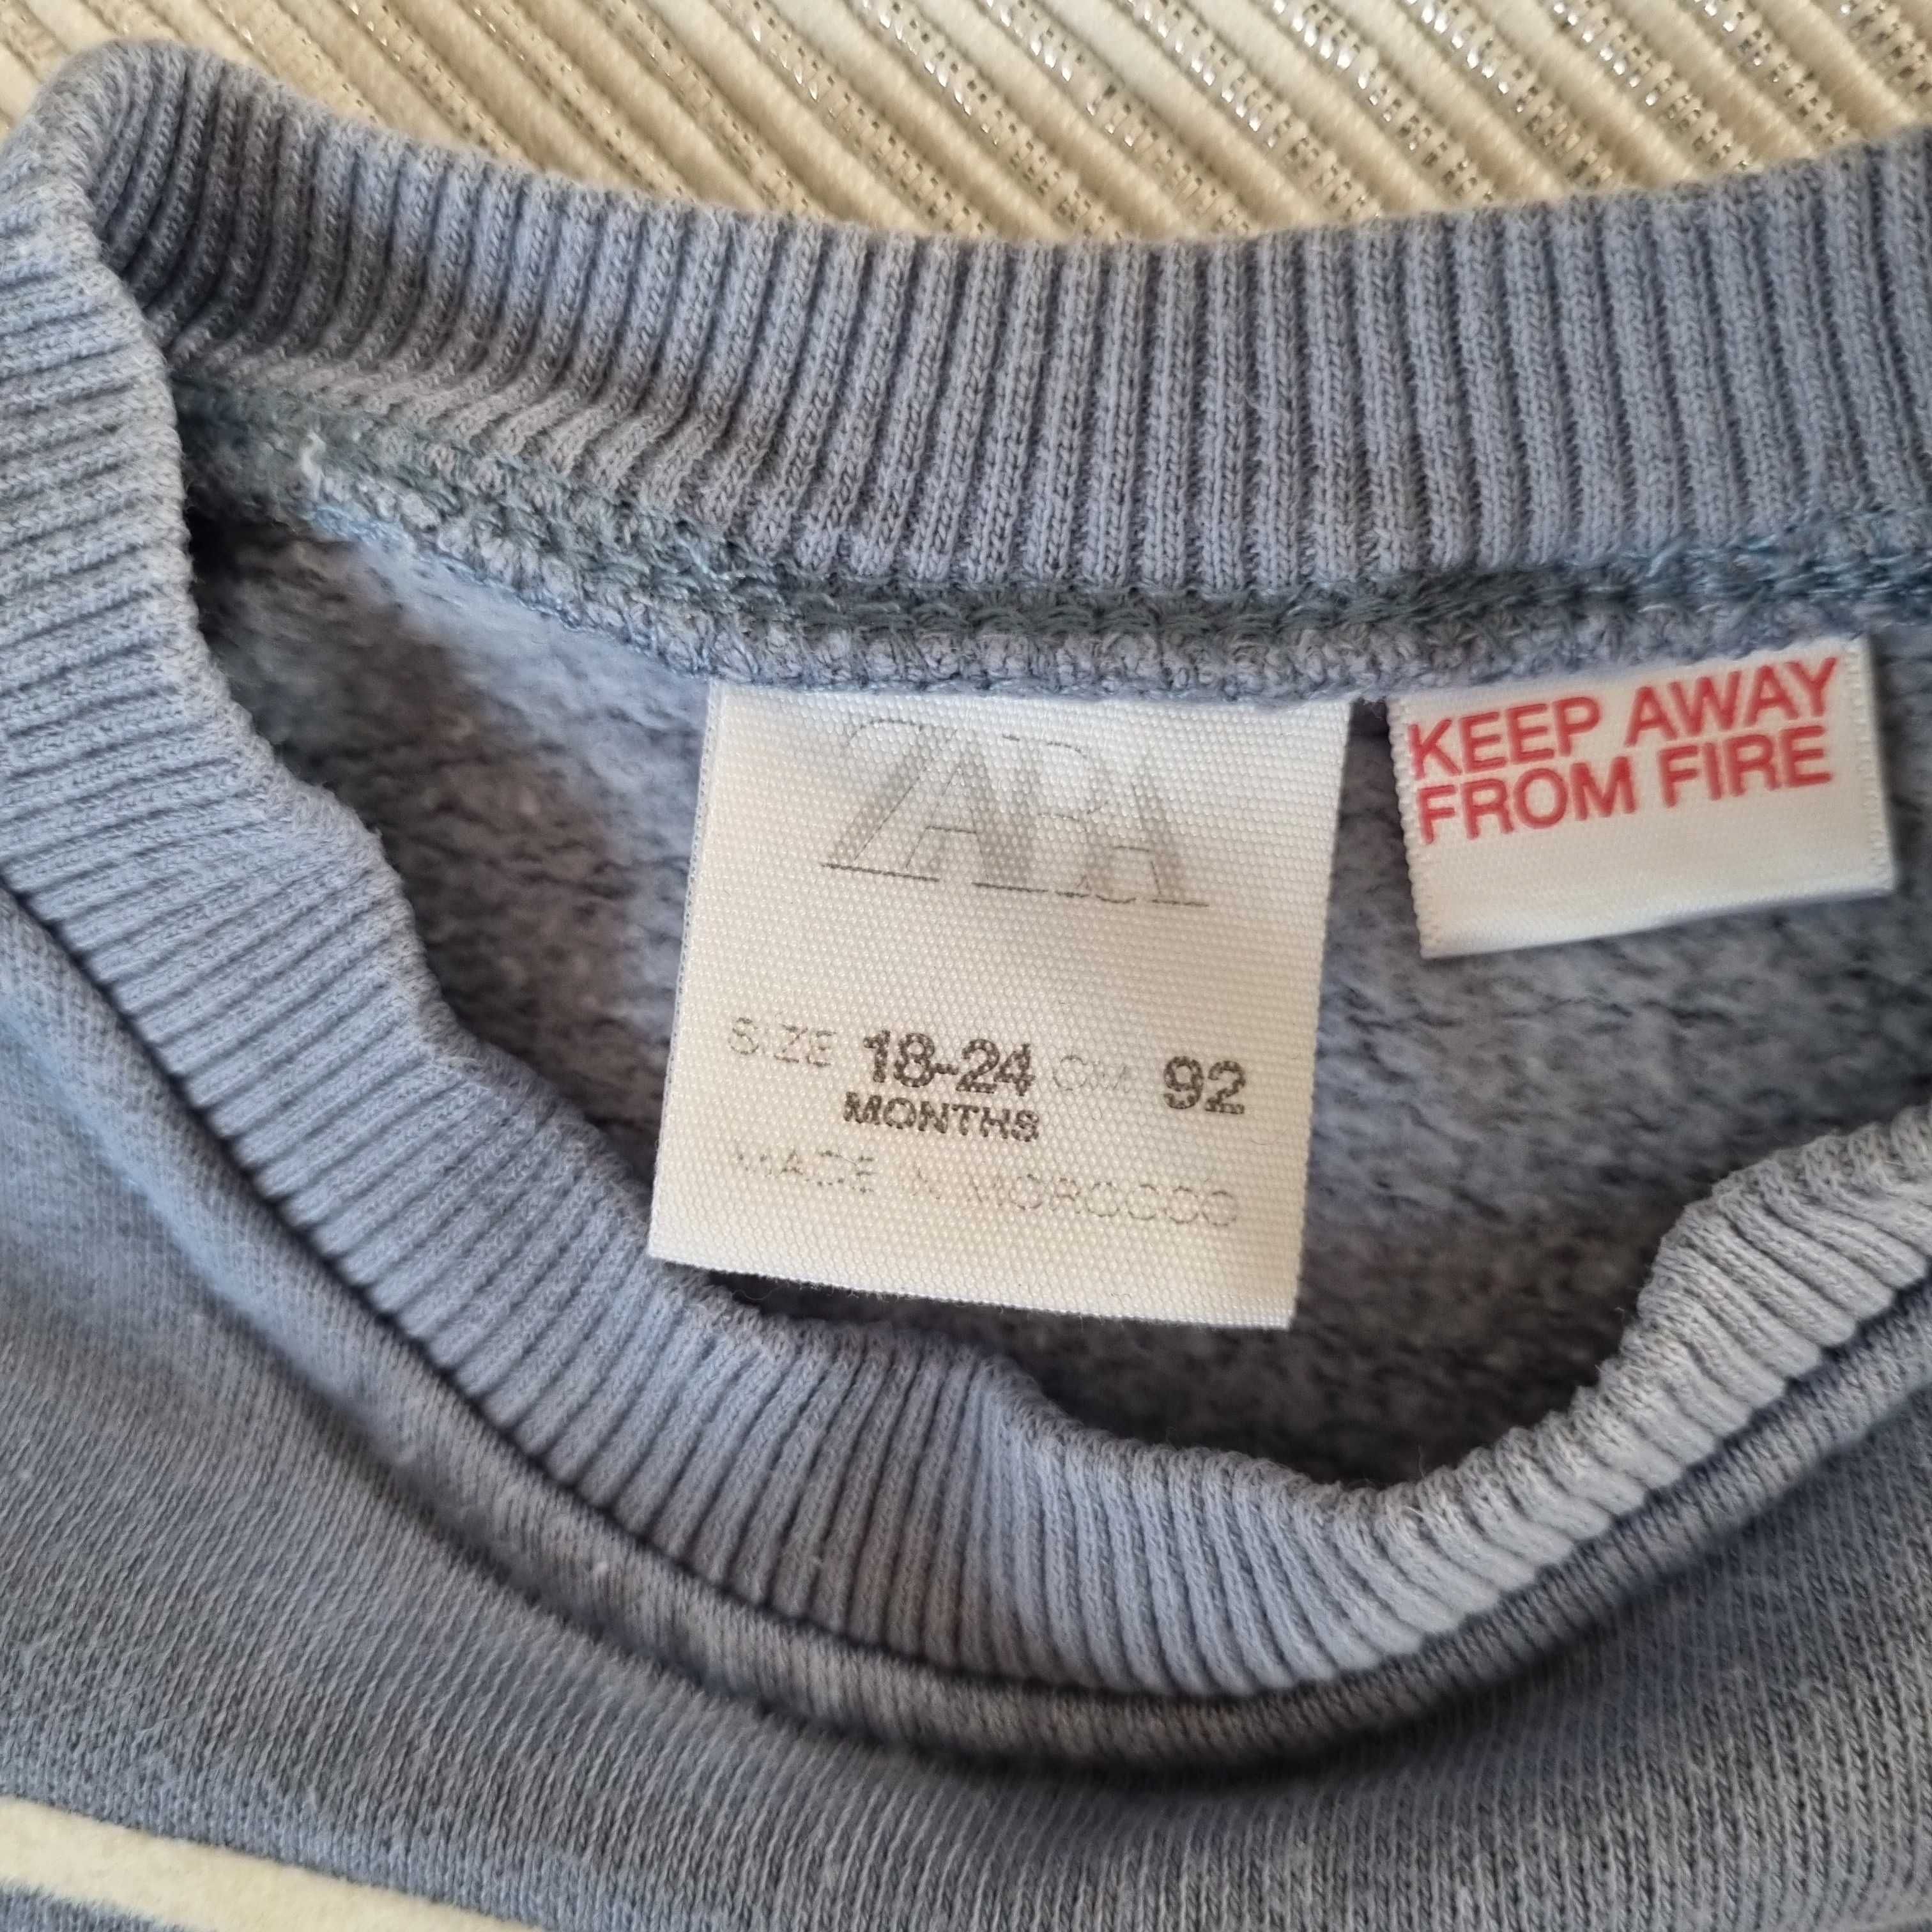 ZARA
SIZE 18-24 CM 92
MONTHS
MADE IN MOROCCO
KEEP AWAY
FROM FIRE